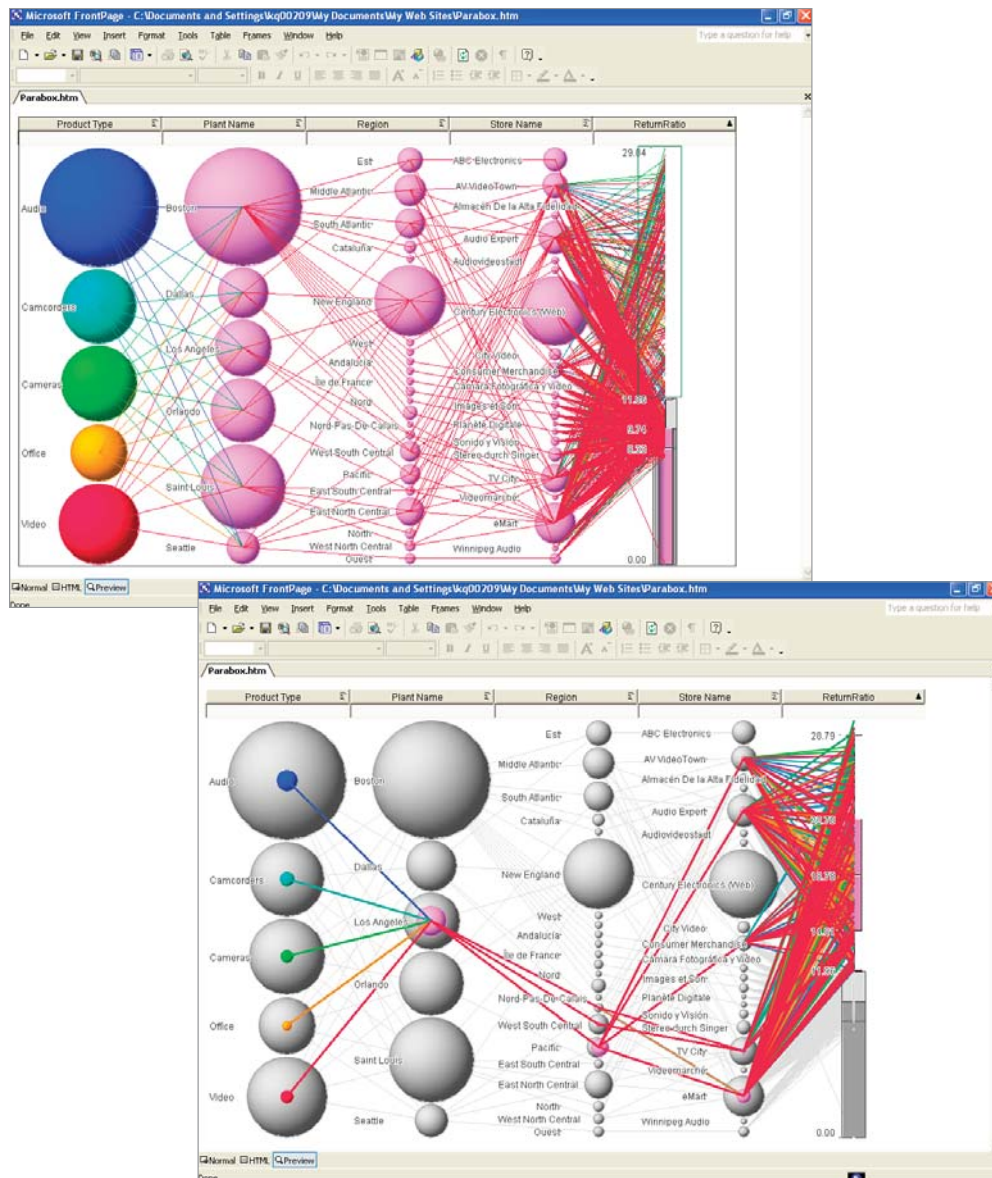 Microsoft FrontPage - C:\Documents and Settings\kq00209\My Documents\My Web Sites\Parabox.htm
File Edit View Insert Format Tools Table Frames Window Help
Type a question for help
Parabox.htm
Product Type Plant Name Region Store Name ReturnRatio
29.84
Est ABC Electronics
Middle Atlantic AV VideoTown
Almacén De la Alta Fidelidad
Audio Boston
South Atlantic Audio Expert
Cataluña Audiovideostadt
Camcorders Dallas New England Century Electronics (Web)
West City Video
Los Angeles Andalucía Consumer Merchandise
Cameras Île de France Cámara Fotográfica y Video
11.55
Orlando Nord Images et Son
Nord-Pas-De-Calais Planète Digitale
9.74
Office West South Central Sonido y Visión
8.33
Stereo durch Singer
Pacific TV City
Saint Louis East South Central Videomarché
Video East North Central eMart
North
Seattle West North Central Winnipeg Audio
Ouest
0.00
Normal HTML Preview
Done
Microsoft FrontPage - C:\Documents and Settings\kq00209\My Documents\My Web Sites\Parabox.htm
File Edit View Insert Format Tools Table Frames Window Help
Type a question for help
Parabox.htm
Product Type Plant Name Region Store Name ReturnRatio
28.79
Est ABC Electronics
Middle Atlantic AV VideoTown
Almacén De la Alta Fidelidad
Audio Boston
South Atlantic Audio Expert
Cataluña Audiovideostadt
Dallas New England Century Electronics (Web)
Camcorders
West City Video
Los Angeles Andalucía Consumer Merchandise
Cameras Île de France Cámara Fotográfica y Video
Orlando Nord Images et Son
Nord-Pas-De-Calais Planète Digitale
Office West South Central Sonido y Visión
Stereo durch Singer
Pacific TV City
Saint Louis East South Central Videomarché
Video East North Central eMart
North
Seattle West North Central Winnipeg Audio
Ouest
0.00
Normal HTML Preview